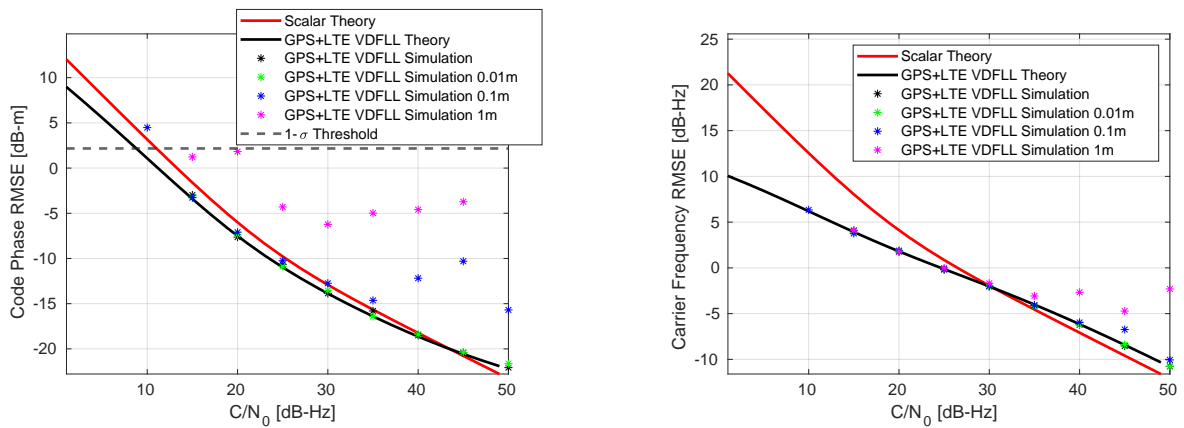 Scalar Theory
GPS+LTE VDFLL Theory
GPS+LTE VDFLL Simulation
GPS+LTE VDFLL Simulation 0.01m
GPS+LTE VDFLL Simulation 0.1m
GPS+LTE VDFLL Simulation 1m
1-σ Threshold
Code Phase RMSE [dB-m]
10
5
0
-5
-10
-15
-20
10
20
30
40
50
C/N0 [dB-Hz]
Scalar Theory
GPS+LTE VDFLL Theory
GPS+LTE VDFLL Simulation
GPS+LTE VDFLL Simulation 0.01m
GPS+LTE VDFLL Simulation 0.1m
GPS+LTE VDFLL Simulation 1m
Carrier Frequency RMSE [dB-Hz]
25
20
15
10
5
0
-5
-10
10
20
30
40
50
C/N0 [dB-Hz]